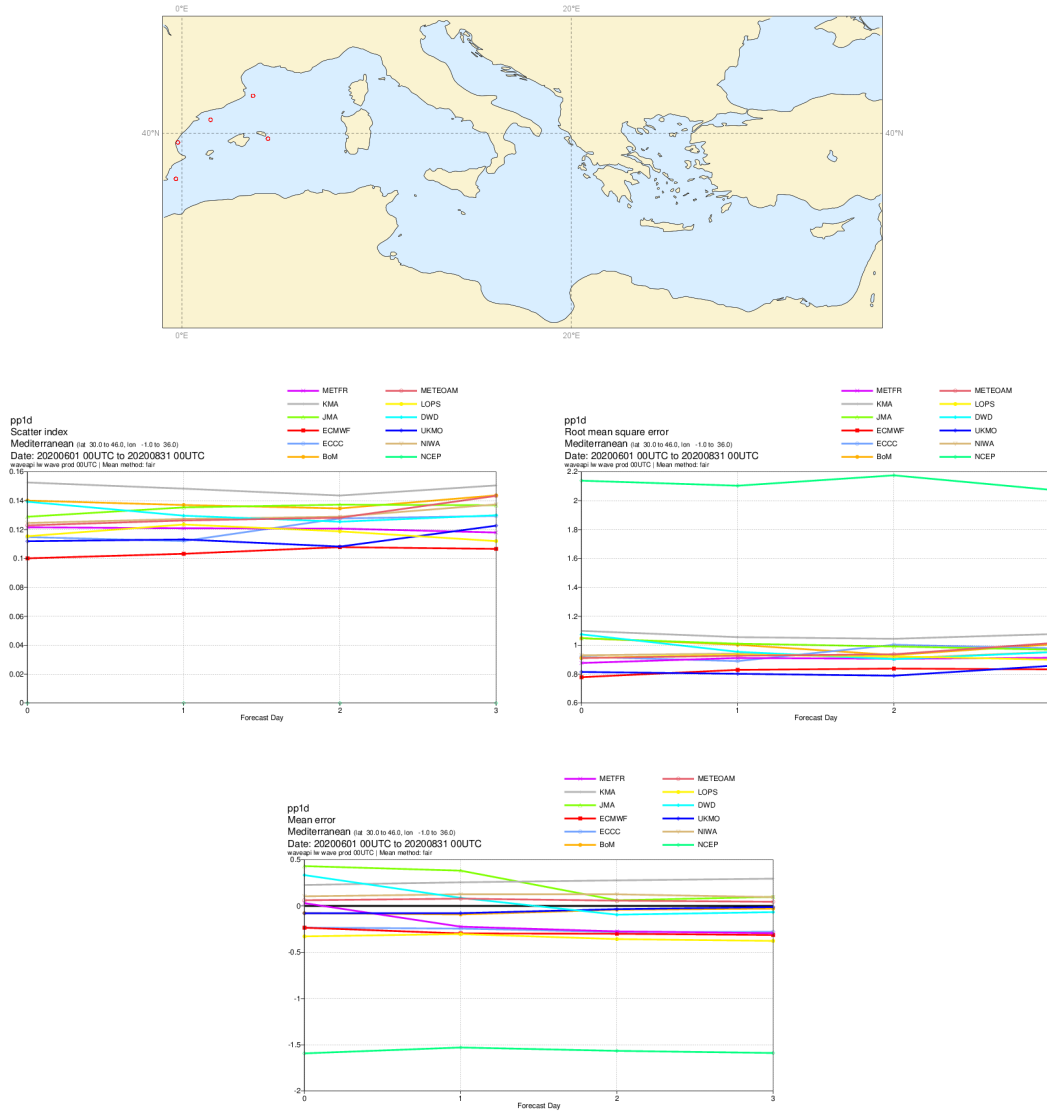 0°E 20°E
40°N 40°N
0°E 20°E
METFR METEOAM
KMA LOPS
JMA DWD
ECMWF UKMO
ECCC NIWA
BoM NCEP
pp1d
Scatter index
Mediterranean (lat 30.0 to 46.0, lon -1.0 to 36.0)
Date: 20200601 00UTC to 20200831 00UTC
waveapi lw wave prod 00UTC | Mean method: fair
0.16
0.14
0.12
0.1
0.08
0.06
0.04
0.02
0
0 1 2 3
Forecast Day
METFR METEOAM
KMA LOPS
JMA DWD
ECMWF UKMO
ECCC NIWA
BoM NCEP
pp1d
Root mean square error
Mediterranean (lat 30.0 to 46.0, lon -1.0 to 36.0)
Date: 20200601 00UTC to 20200831 00UTC
waveapi lw wave prod 00UTC | Mean method: fair
2.2
2
1.8
1.6
1.4
1.2
1
0.8
0.6
0 1 2
Forecast Day
METFR METEOAM
KMA LOPS
JMA DWD
ECMWF UKMO
ECCC NIWA
BoM NCEP
pp1d
Mean error
Mediterranean (lat 30.0 to 46.0, lon -1.0 to 36.0)
Date: 20200601 00UTC to 20200831 00UTC
waveapi lw wave prod 00UTC | Mean method: fair
0.5
0
-0.5
-1
-1.5
-2
0 1 2 3
Forecast Day